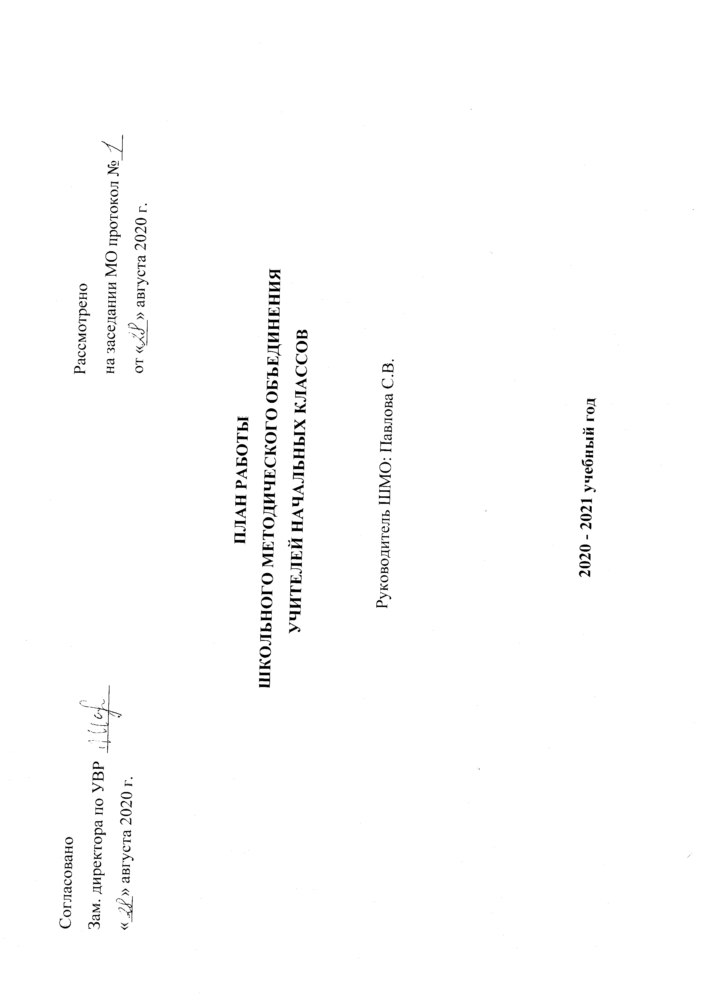 Согласовано
Зам. директора по УВР
«28» августа 2020 г.
Рассмотрено
на заседании МО протокол № 1
от «28» августа 2020 г.
ПЛАН РАБОТЫ
ШКОЛЬНОГО МЕТОДИЧЕСКОГО ОБЪЕДИНЕНИЯ
УЧИТЕЛЕЙ НАЧАЛЬНЫХ КЛАССОВ
Руководитель ШМО: Павлова С.В.
2020 - 2021 учебный год